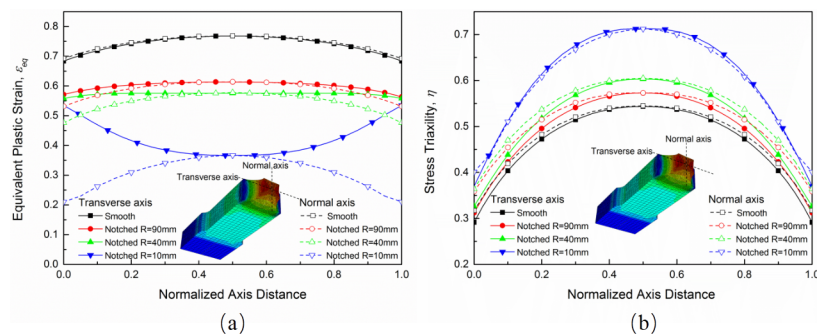 (a)
Equivalent Plastic Strain, ε_eq
0.9
0.8
0.7
0.6
0.5
0.4
0.3
0.2
0.1
0.0
Normal axis
Transverse axis
Transverse axis
Smooth
Notched R=90mm
Notched R=40mm
Notched R=10mm
Normal axis
Smooth
Notched R=90mm
Notched R=40mm
Notched R=10mm
0.0 0.2 0.4 0.6 0.8 1.0
Normalized Axis Distance
(a)
(b)
Stress Triaxility, η
0.7
0.6
0.5
0.4
0.3
0.2
Normal axis
Transverse axis
Transverse axis
Smooth
Notched R=90mm
Notched R=40mm
Notched R=10mm
Normal axis
Smooth
Notched R=90mm
Notched R=40mm
Notched R=10mm
0.0 0.2 0.4 0.6 0.8 1.0
Normalized Axis Distance
(b)